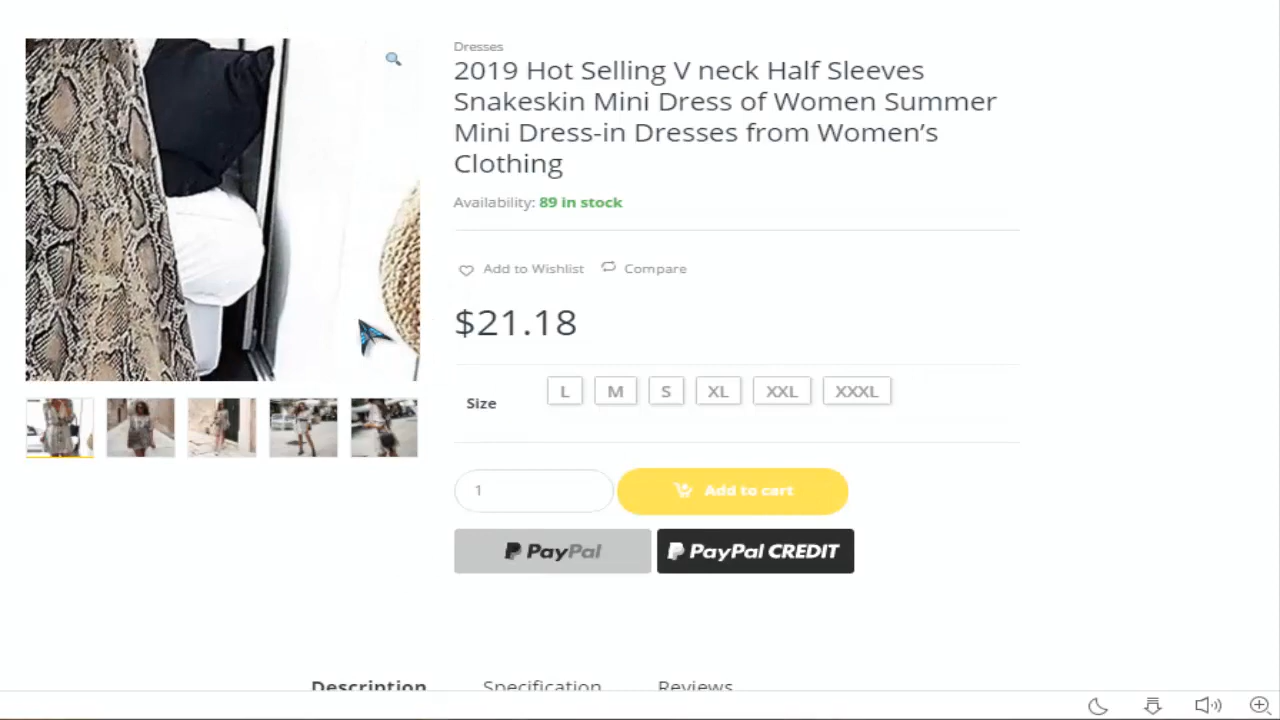 Dresses
2019 Hot Selling V neck Half Sleeves
Snakeskin Mini Dress of Women Summer
Mini Dress-in Dresses from Women’s
Clothing
Availability: 89 in stock
Add to Wishlist Compare
$21.18
Size L M S XL XXL XXXL
1 Add to cart
PayPal PayPal CREDIT
Description Specification Reviews